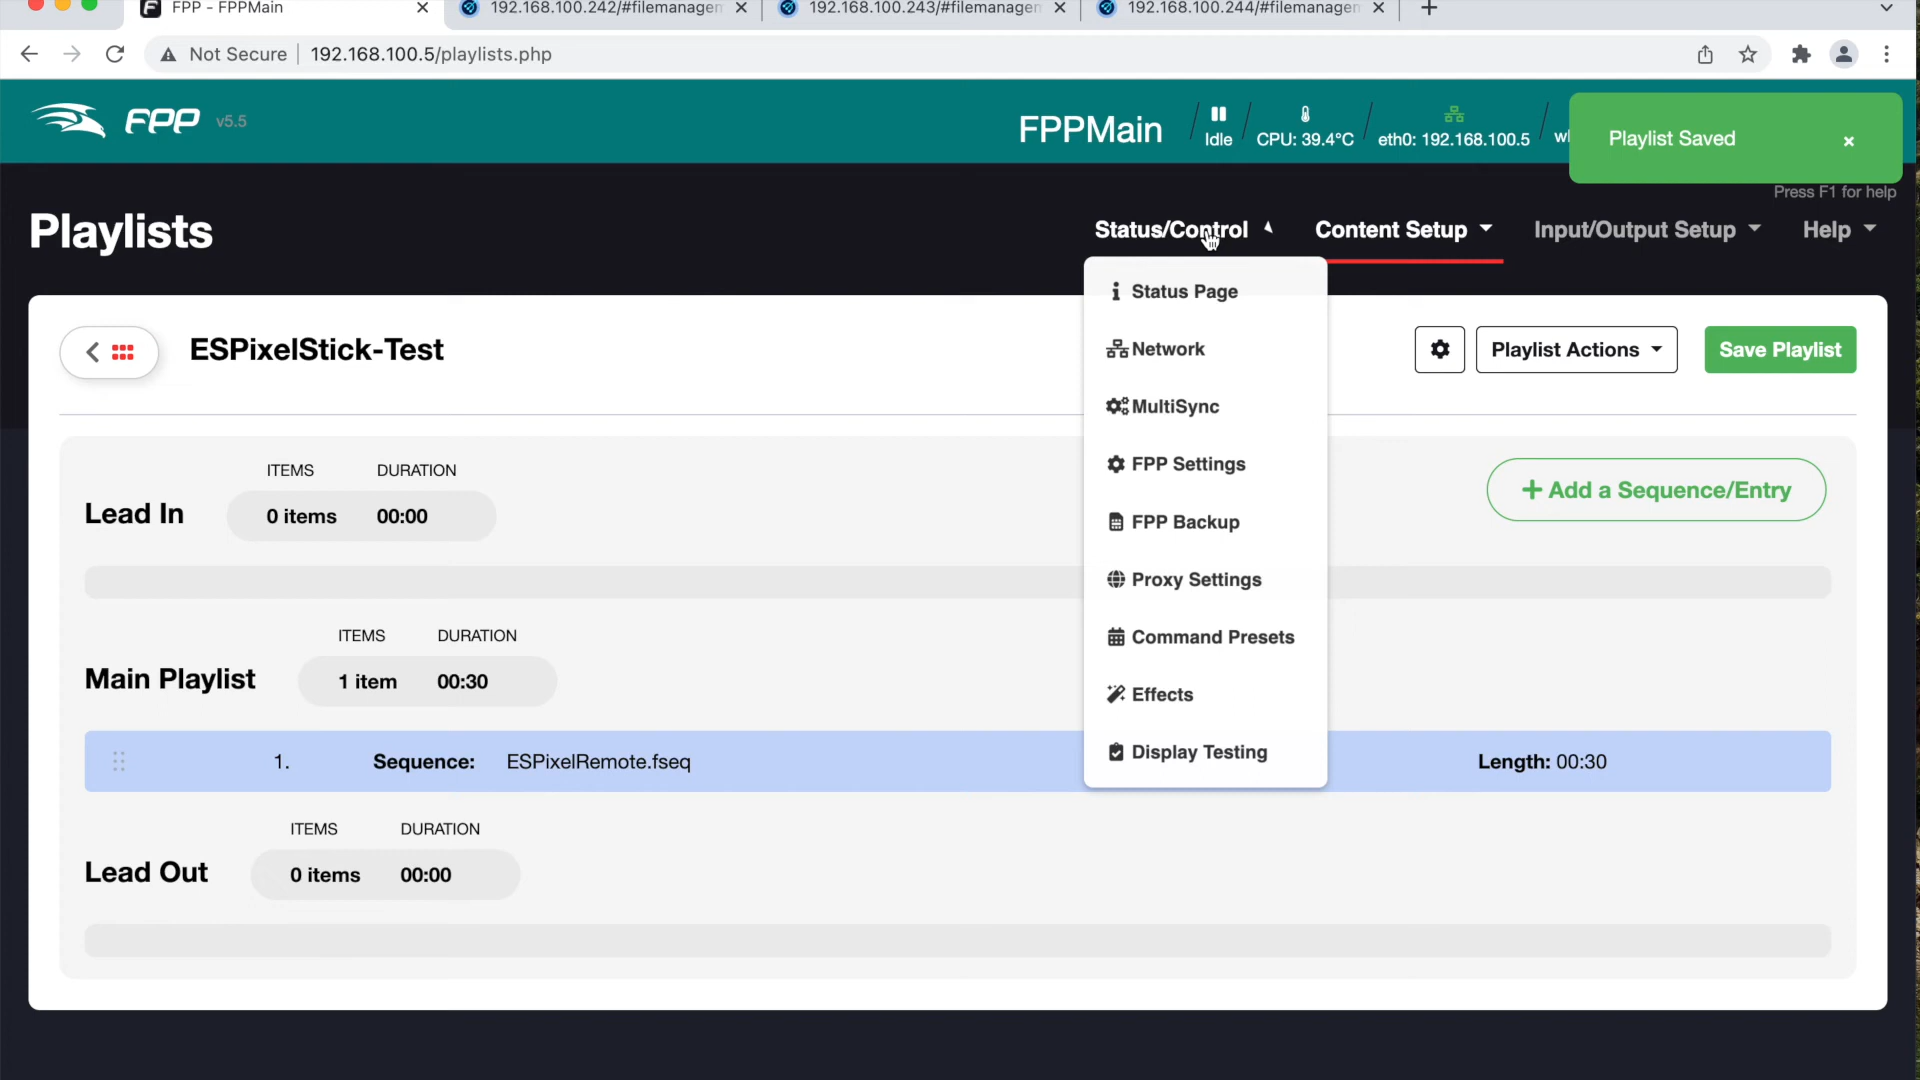 FPP - FPPMain
192.168.100.242/#filemanagem
192.168.100.243/#filemanagem
192.168.100.244/#filemanagem
Not Secure 192.168.100.5/playlists.php
FPP v5.5
FPPMain
Idle
CPU: 39.4°C
eth0: 192.168.100.5
wl
Playlist Saved
×
Press F1 for help
Playlists
Status/Control
Content Setup
Input/Output Setup
Help
Status Page
Network
MultiSync
FPP Settings
FPP Backup
Proxy Settings
Command Presets
Effects
Display Testing
ESPixelStick-Test
Playlist Actions
Save Playlist
ITEMS DURATION
Lead In 0 items 00:00
+ Add a Sequence/Entry
ITEMS DURATION
Main Playlist 1 item 00:30
1. Sequence: ESPixelRemote.fseq Length: 00:30
ITEMS DURATION
Lead Out 0 items 00:00